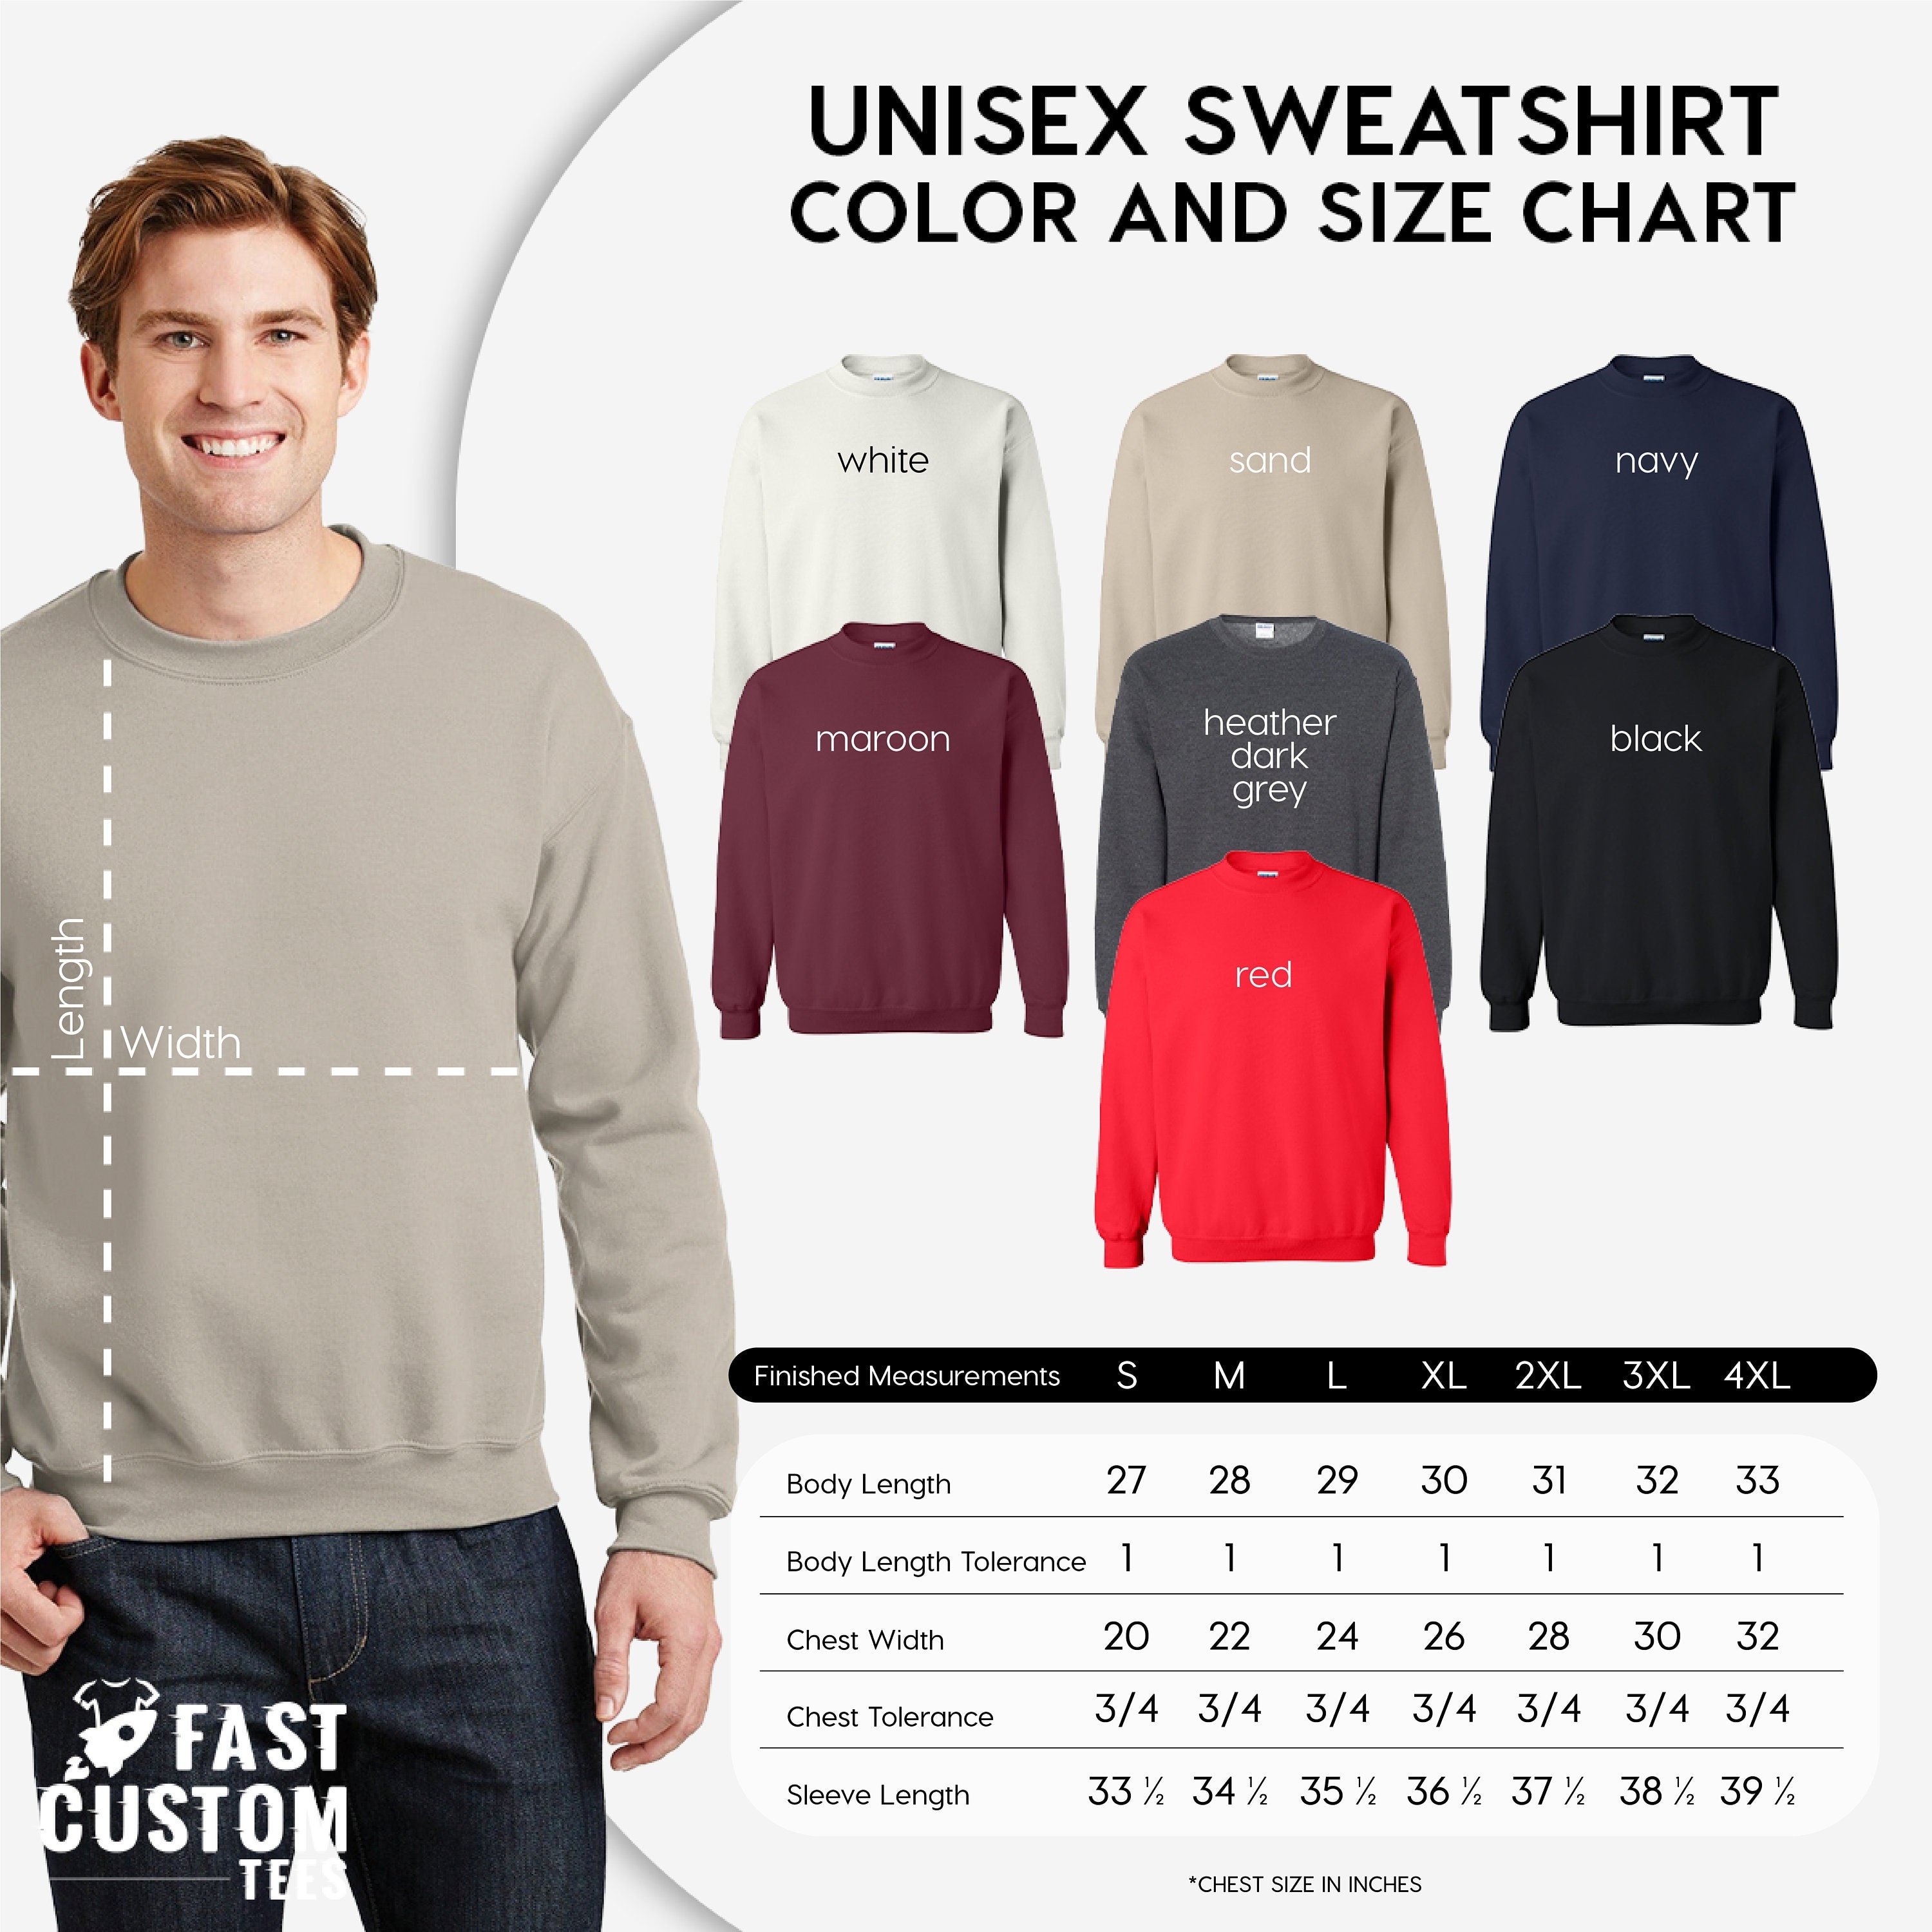 UNISEX SWEATSHIRT
COLOR AND SIZE CHART
white
sand
navy
maroon
heather
dark
grey
black
red
Length
Width
Finished Measurements S M L XL 2XL 3XL 4XL
Body Length 27 28 29 30 31 32 33
Body Length Tolerance 1 1 1 1 1 1 1
Chest Width 20 22 24 26 28 30 32
Chest Tolerance 3/4 3/4 3/4 3/4 3/4 3/4 3/4
Sleeve Length 33 ½ 34 ½ 35 ½ 36 ½ 37 ½ 38 ½ 39 ½
*CHEST SIZE IN INCHES
FAST
CUSTOM
TEES